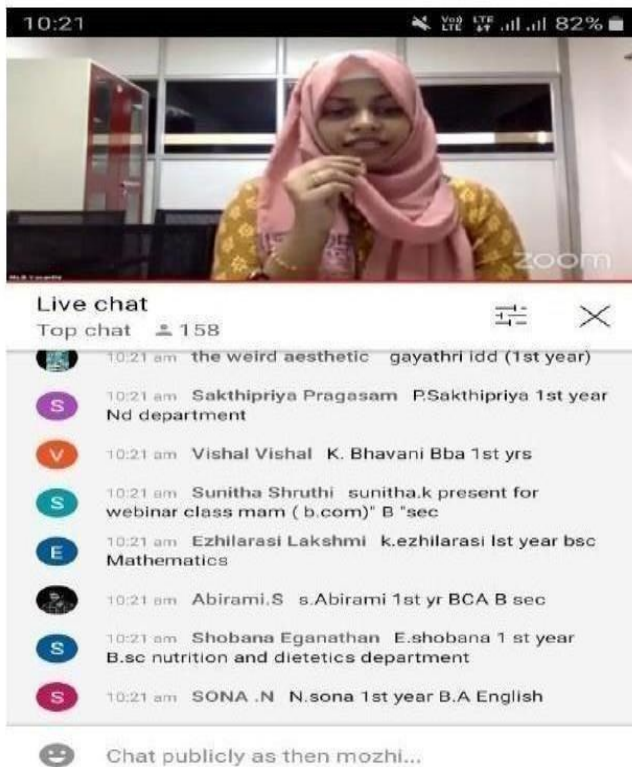 10:21 Vo)) LTE LTE 82%
zoom
Live chat
Top chat 158
10:21 am the weird aesthetic gayathri idd (1st year)
S 10:21 am Sakthipriya Pragasam P.Sakthipriya 1st year
Nd department
V 10:21 am Vishal Vishal K. Bhavani Bba 1st yrs
S 10:21 am Sunitha Shruthi sunitha.k present for
webinar class mam ( b.com)" B "sec
E 10:21 am Ezhilarasi Lakshmi k.ezhilarasi Ist year bsc
Mathematics
10:21 am Abirami.S s.Abirami 1st yr BCA B sec
S 10:21 am Shobana Eganathan E.shobana 1 st year
B.sc nutrition and dietetics department
S 10:21 am SONA .N N.sona 1st year B.A English
Chat publicly as then mozhi...